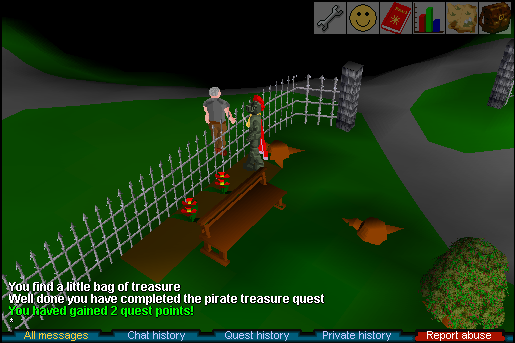 You find a little bag of treasure
Well done you have completed the pirate treasure quest
You haved gained 2 quest points!
*
All messages
Chat history
Quest history
Private history
Report abuse